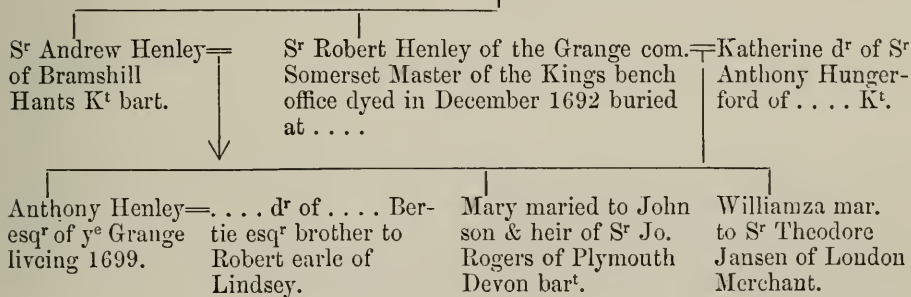 Sʳ Andrew Henley=
of Bramshill
Hants Kᵗ bart.
Sʳ Robert Henley of the Grange com.=
Somerset Master of the Kings bench
office dyed in December 1692 buried
at . . . .
Katherine dʳ of Sʳ
Anthony Hunger-
ford of . . . . Kᵗ.
Anthony Henley=
esqʳ of yᵉ Grange
liveing 1699.
. . . . dʳ of . . . . Ber-
tie esqʳ brother to
Robert earle of
Lindsey.
Mary maried to John
son & heir of Sʳ Jo.
Rogers of Plymouth
Devon barᵗ.
Williamza mar.
to Sʳ Theodore
Jansen of London
Merchant.